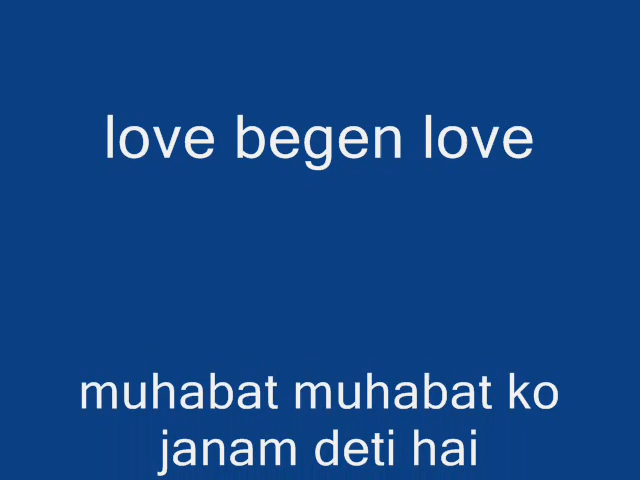 love begen love
muhabat muhabat ko
janam deti hai